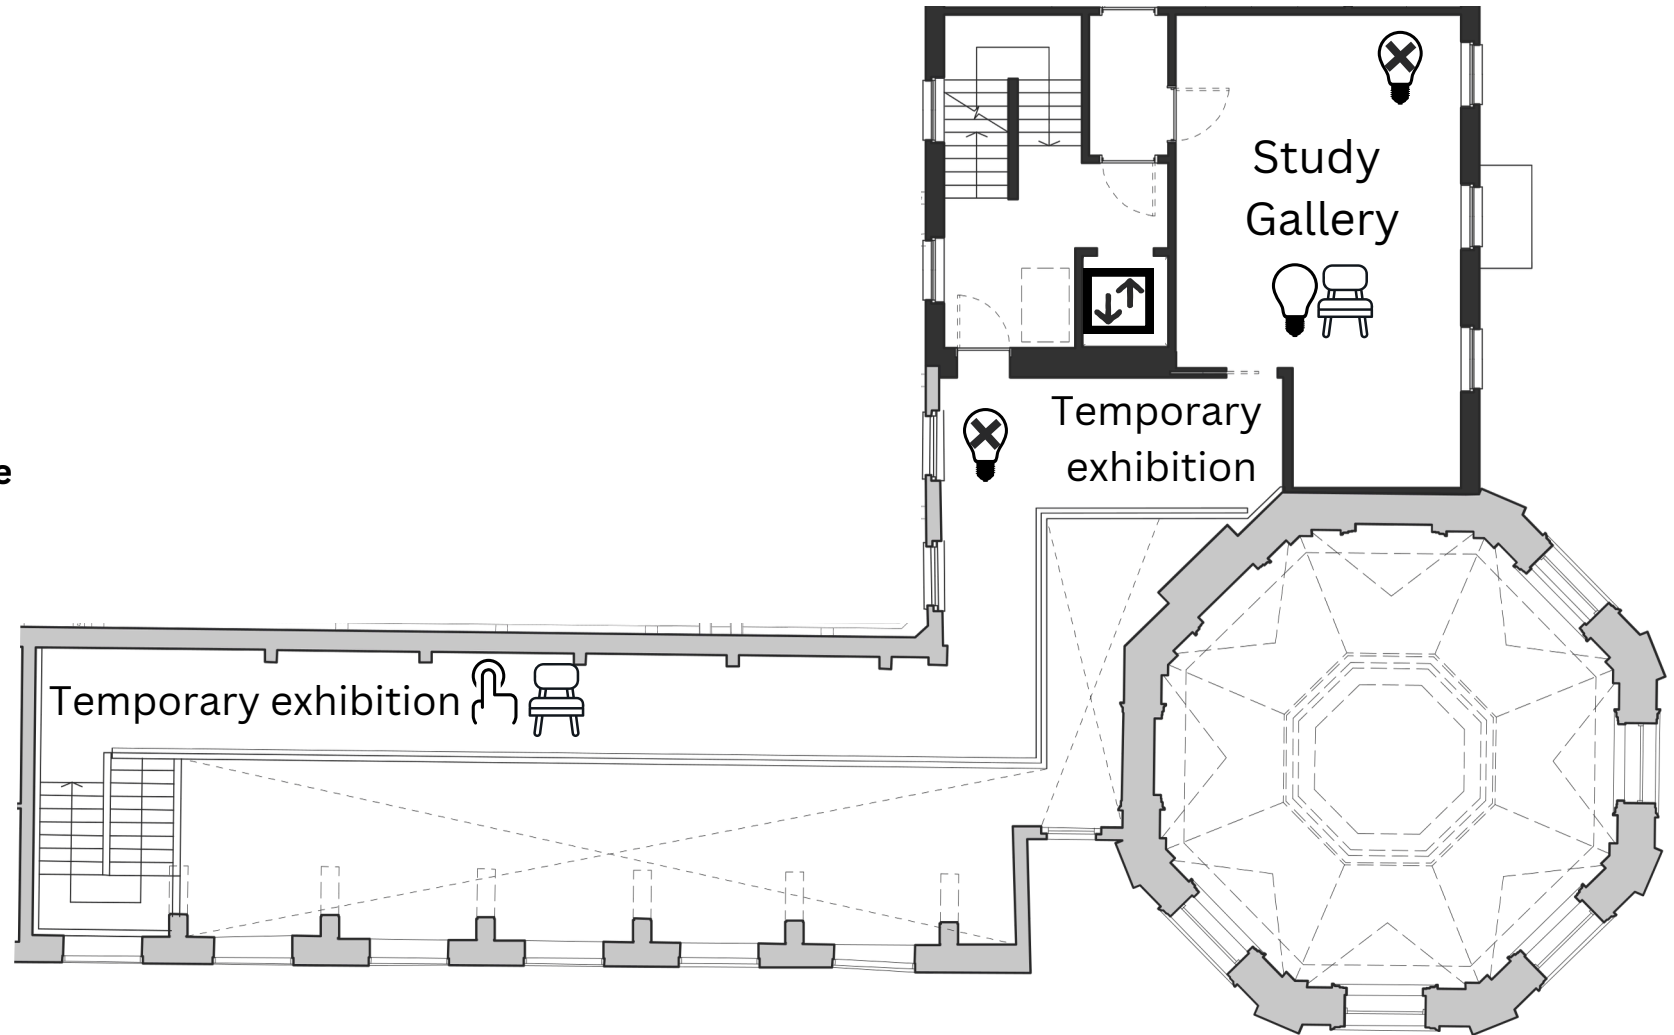 Study
Gallery
Temporary
exhibition
e
Temporary exhibition